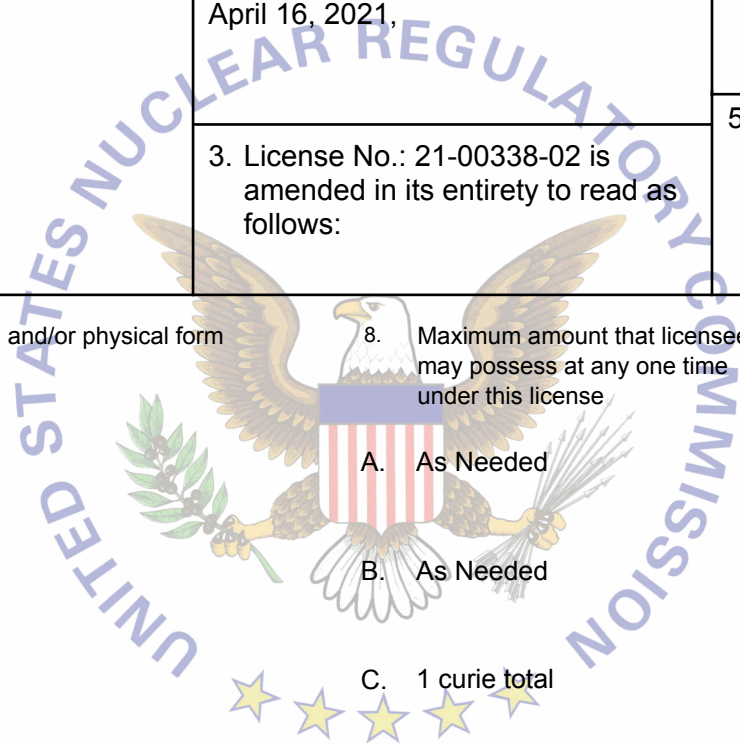 April 16, 2021,
5
3. License No.: 21-00338-02 is
amended in its entirety to read as
follows:
and/or physical form
8. Maximum amount that licensee
may possess at any one time
under this license
A. As Needed
B. As Needed
C. 1 curie total
UNITED STATES NUCLEAR REGULATORY COMMISSION